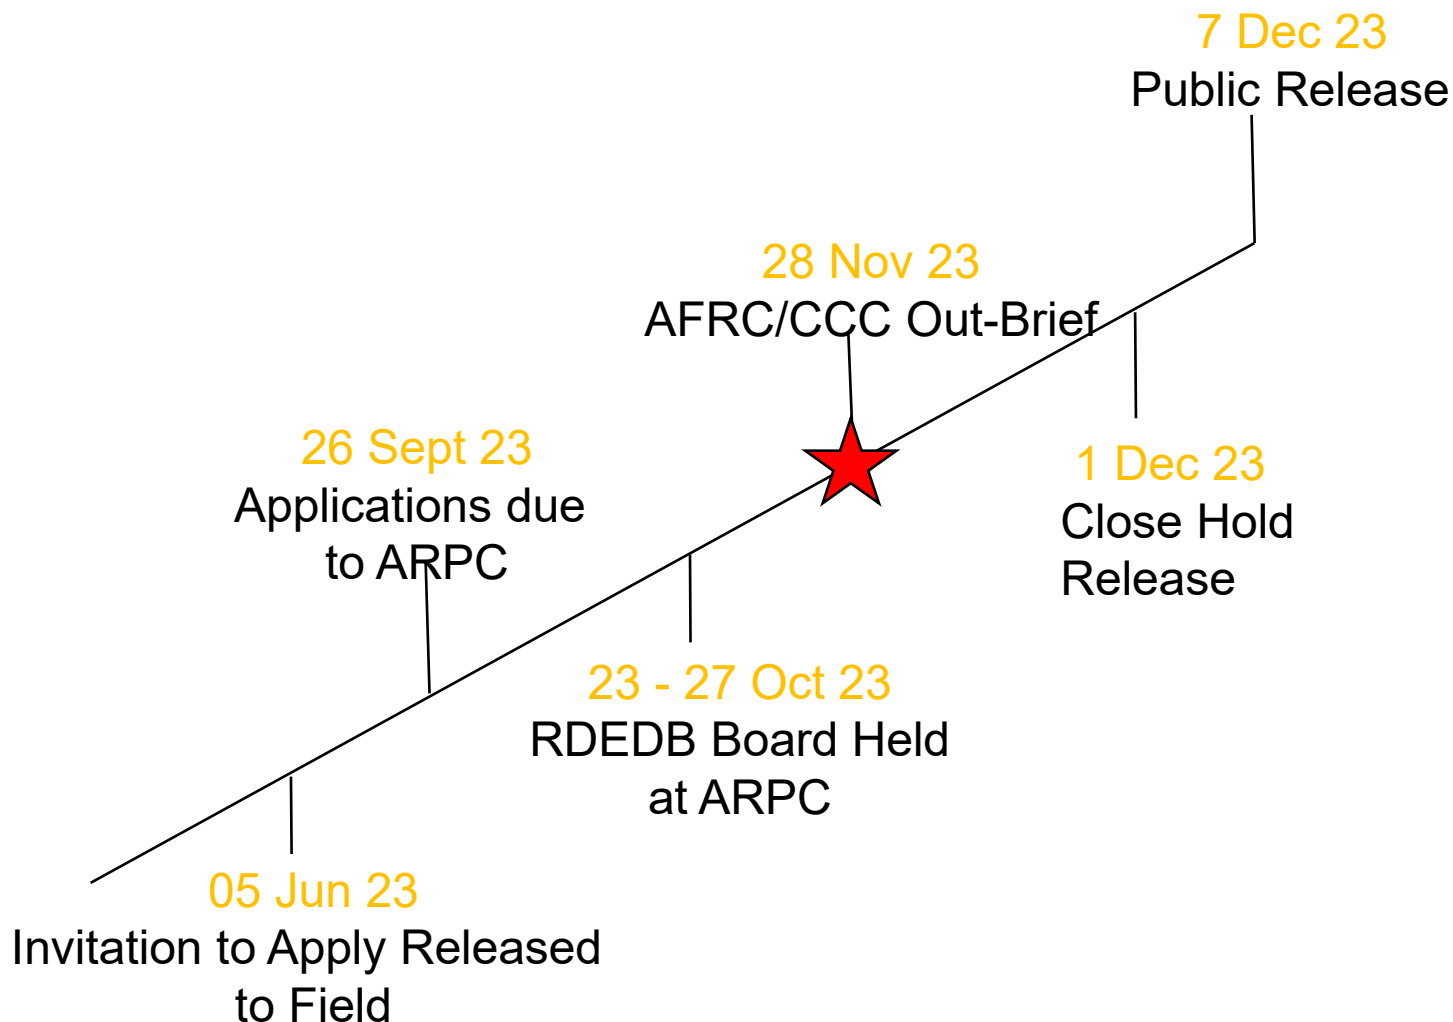 7 Dec 23
Public Release
28 Nov 23
AFRC/CCC Out-Brief
26 Sept 23
Applications due
to ARPC
1 Dec 23
Close Hold
Release
23 - 27 Oct 23
RDEDB Board Held
at ARPC
05 Jun 23
Invitation to Apply Released
to Field